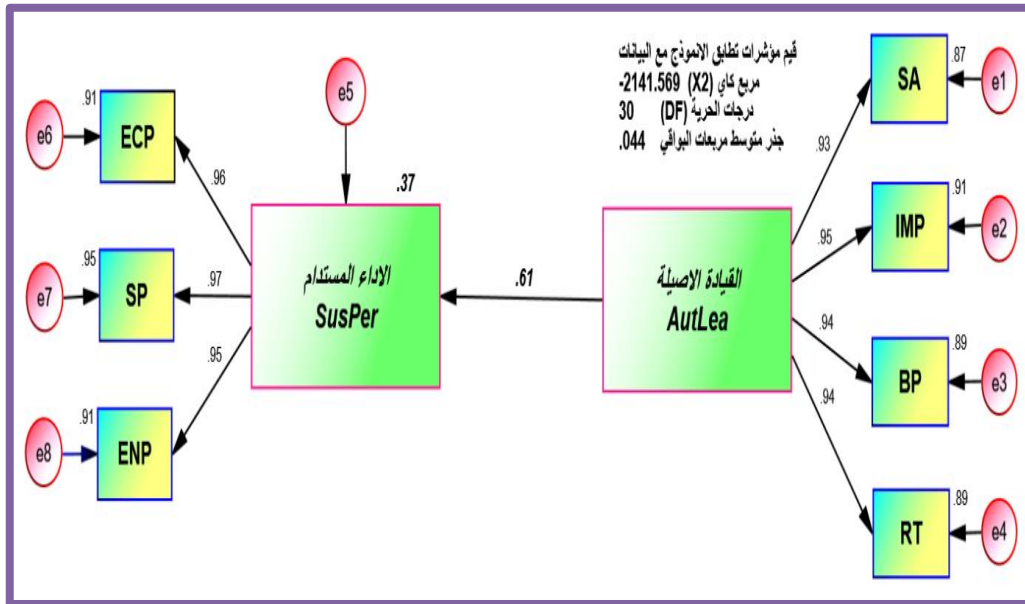 قيم مؤشرات تطابق الانموذج مع البيانات
مربع كاي (X2) 2141.569-
درجات الحرية (DF) 30
جذر متوسط مربعات البواقي .044
e5
.37
e6
.91
ECP
.96
e7
.95
SP
.97
e8
.91
ENP
.95
الاداء المستدام
SusPer
.61
القيادة الاصيلة
AutLea
.93
.87
SA
e1
.95
.91
IMP
e2
.94
.89
BP
e3
.94
.89
RT
e4